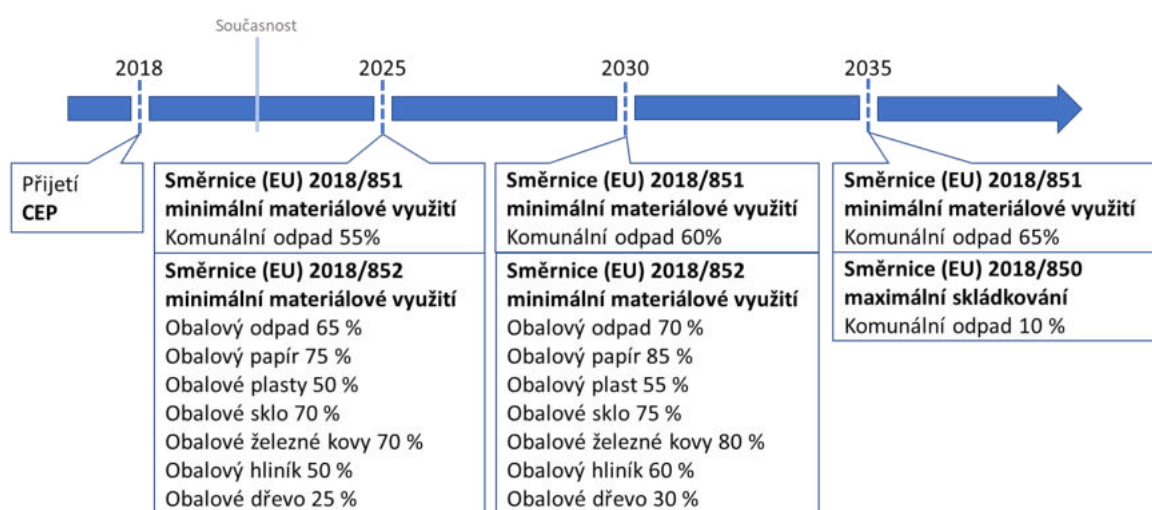 Současnost
2018
2025
2030
2035
Přijetí
CEP
Směrnice (EU) 2018/851
minimální materiálové využití
Komunální odpad 55%
Směrnice (EU) 2018/852
minimální materiálové využití
Obalový odpad 65 %
Obalový papír 75 %
Obalové plasty 50 %
Obalové sklo 70 %
Obalové železné kovy 70 %
Obalový hliník 50 %
Obalové dřevo 25 %
Směrnice (EU) 2018/851
minimální materiálové využití
Komunální odpad 60%
Směrnice (EU) 2018/852
minimální materiálové využití
Obalový odpad 70 %
Obalový papír 85 %
Obalový plast 55 %
Obalové sklo 75 %
Obalové železné kovy 80 %
Obalový hliník 60 %
Obalové dřevo 30 %
Směrnice (EU) 2018/851
minimální materiálové využití
Komunální odpad 65%
Směrnice (EU) 2018/850
maximální skládkování
Komunální odpad 10 %